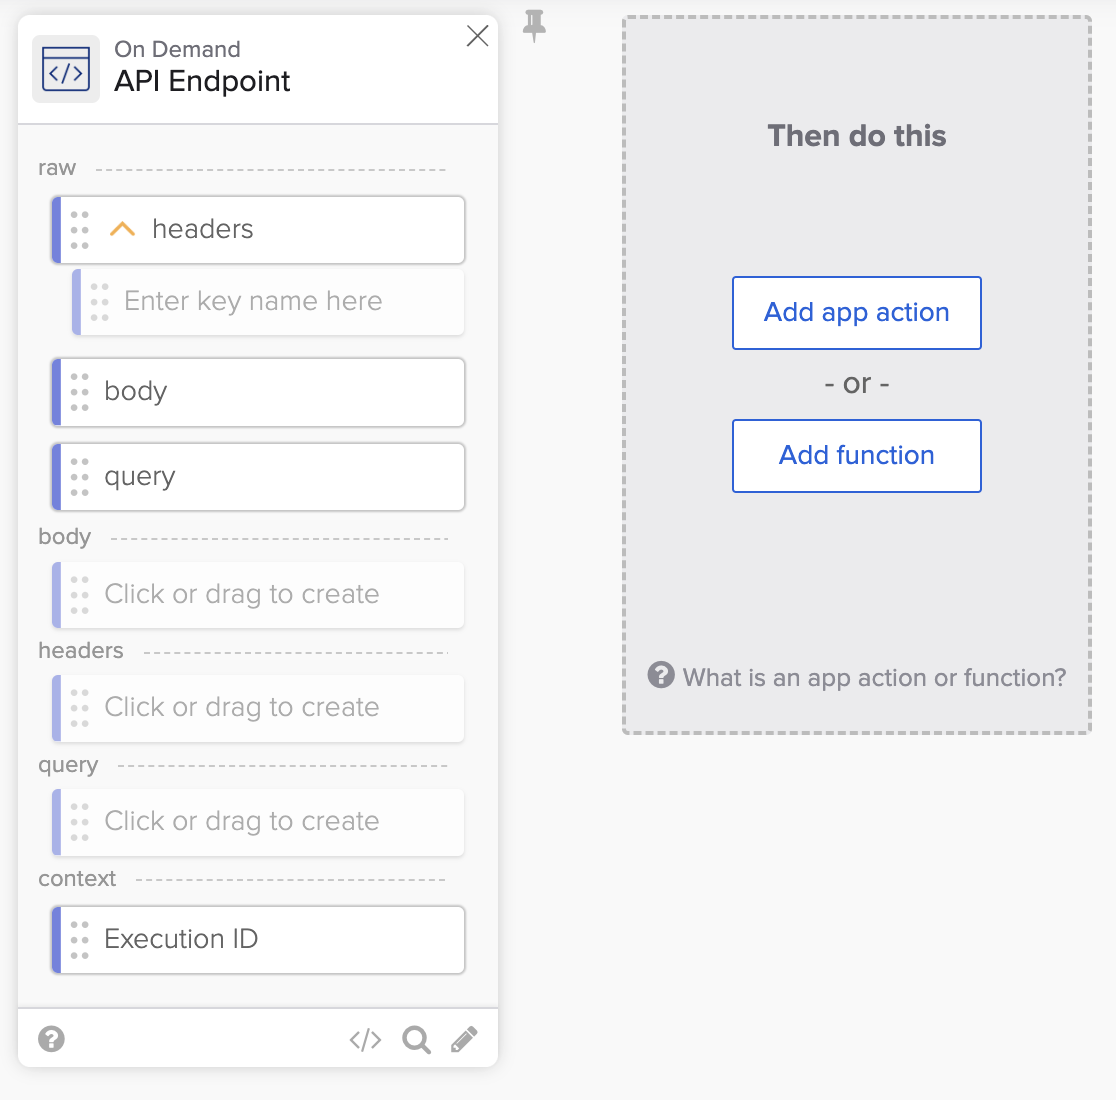 On Demand
API Endpoint
raw
headers
Enter key name here
body
query
body
Click or drag to create
headers
Click or drag to create
query
Click or drag to create
context
Execution ID
Then do this
Add app action
- or -
Add function
What is an app action or function?